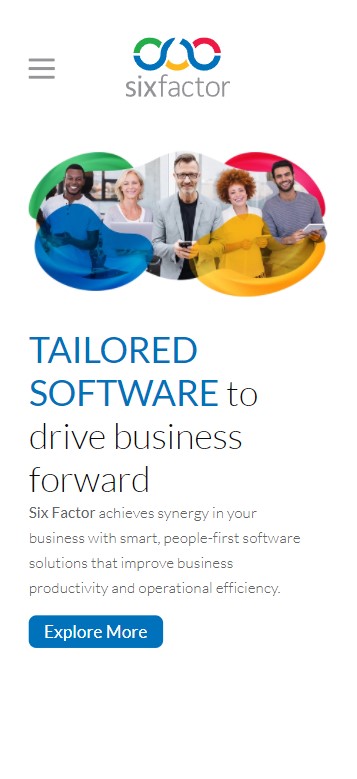 sixfactor
TAILORED
SOFTWARE to
drive business
forward
Six Factor achieves synergy in your
business with smart, people-first software
solutions that improve business
productivity and operational efficiency.
Explore More